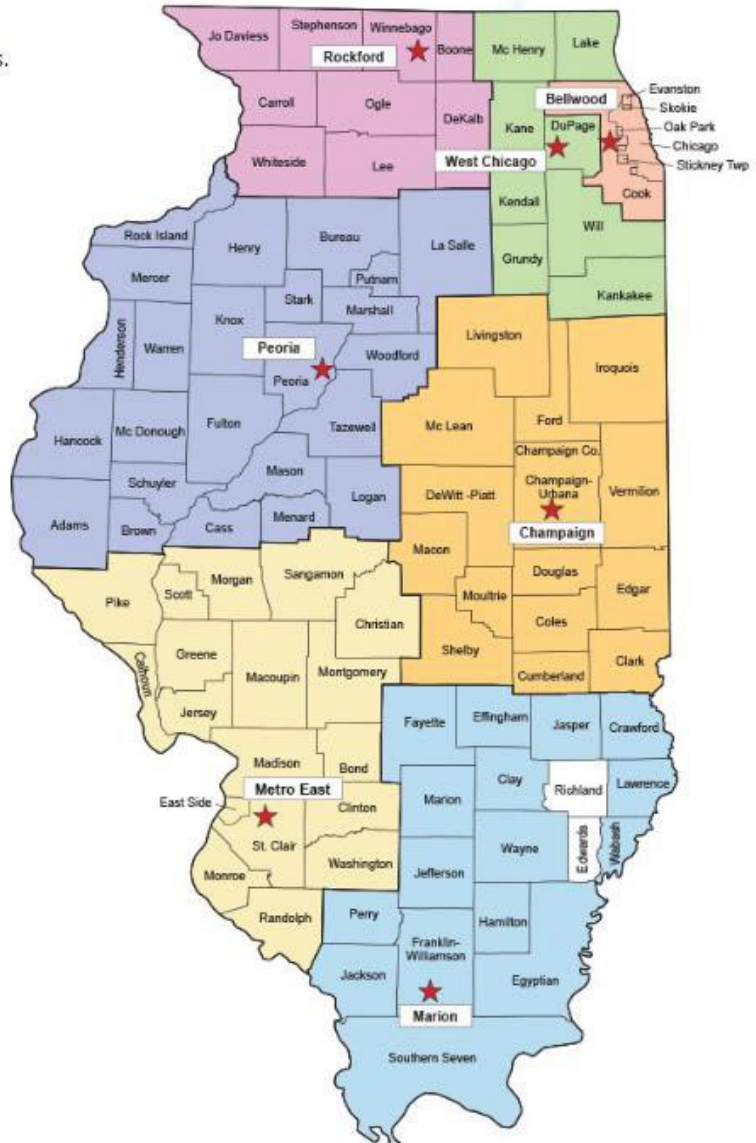 s.
Jo Daviess
Stephenson
Winnebago
Boone
Mc Henry
Lake
Rockford
Carroll
Ogle
DeKalb
Kane
Bellwood
DuPage
Evanston
Skokie
Oak Park
Chicago
Stickney Twp
Whiteside
Lee
West Chicago
Cook
Kendall
Will
Grundy
Kankakee
Rock Island
Henry
Bureau
La Salle
Putnam
Mercer
Stark
Marshall
Knox
Henderson
Warren
Peoria
Peoria
Woodford
Livingston
Iroquois
Hancock
Mc Donough
Fulton
Tazewell
Mc Lean
Ford
Champaign Co.
Schuyler
Mason
Logan
DeWitt -Piatt
Champaign-
Urbana
Vermilion
Adams
Brown
Cass
Menard
Champaign
Macon
Pike
Scott
Morgan
Sangamon
Christian
Moultrie
Douglas
Edgar
Coles
Greene
Macoupin
Montgomery
Shelby
Cumberland
Clark
Calhoun
Jersey
Fayette
Effingham
Jasper
Crawford
Madison
Bond
Metro East
East Side
Clinton
Marion
Clay
Richland
Lawrence
St. Clair
Washington
Wayne
Edwards
Wabash
Monroe
Jefferson
Randolph
Perry
Hamilton
Franklin-
Williamson
Jackson
Egyptian
Marion
Southern Seven